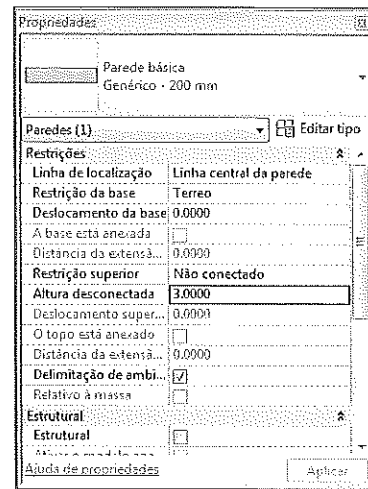 Propriedades
Parede básica
Genérico - 200 mm
Paredes (1)
Editar tipo
Restrições
Linha de localização Linha central da parede
Restrição da base Terreo
Deslocamento da base 0.0000
A base está anexada
Distância da extensã... 0.0000
Restrição superior Não conectado
Altura desconectada 3.0000
Deslocamento super... 0.0000
O topo está anexado
Distância da extensã... 0.0000
Delimitação de ambi...
Relativo à massa
Estrutural
Estrutural
Ajuda de propriedades
Aplicar